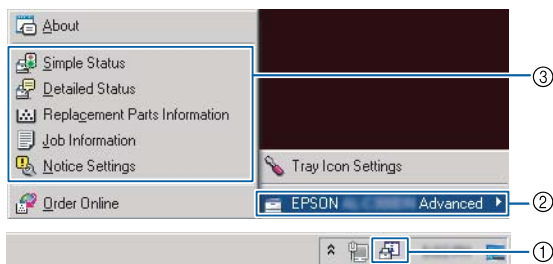 About
Simple Status
Detailed Status
Replacement Parts Information
Job Information
Notice Settings
Order Online
Tray Icon Settings
EPSON Advanced
③
②
①